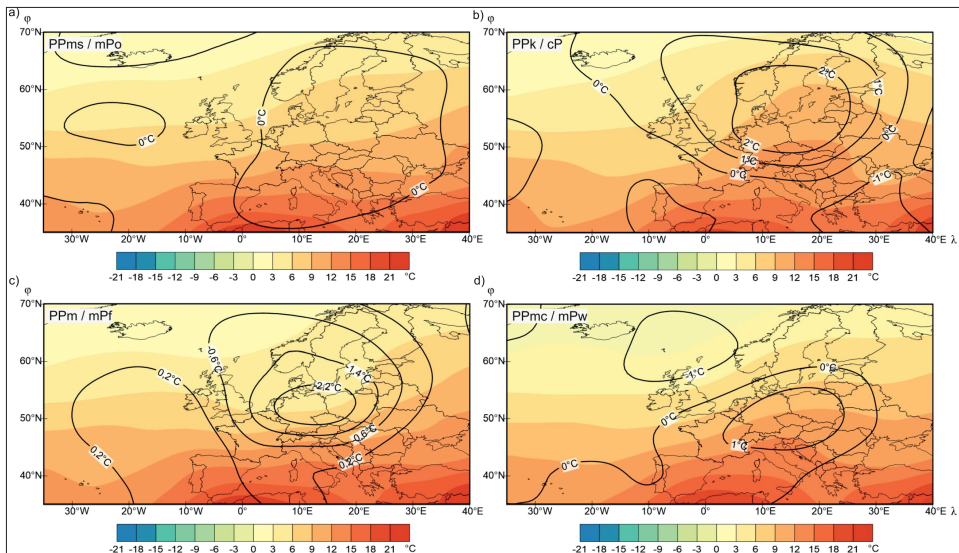 a) φ
b) φ
70°N
PPms / mPo
0°C
60°N
0°C
0°C
50°N
0°C
40°N
30°W 20°W 10°W 0° 10°E 20°E 30°E 40°E
-21 -18 -15 -12 -9 -6 -3 0 3 6 9 12 15 18 21 °C
70°N
PPk / cP
0°C
2°C
1°C
60°N
50°N
2°C
1°C
0°C
0°C
-1°C
40°N
30°W 20°W 10°W 0° 10°E 20°E 30°E 40°E λ
-21 -18 -15 -12 -9 -6 -3 0 3 6 9 12 15 18 21 °C
c) φ
d) φ
70°N
PPm / mPf
-0.6°C
0.2°C
-1.4°C
-2.2°C
60°N
50°N
-0.6°C
0.2°C
0.2°C
40°N
30°W 20°W 10°W 0° 10°E 20°E 30°E 40°E
-21 -18 -15 -12 -9 -6 -3 0 3 6 9 12 15 18 21 °C
70°N
PPmc / mPw
-1°C
60°N
0°C
0°C
50°N
1°C
0°C
40°N
30°W 20°W 10°W 0° 10°E 20°E 30°E 40°E λ
-21 -18 -15 -12 -9 -6 -3 0 3 6 9 12 15 18 21 °C